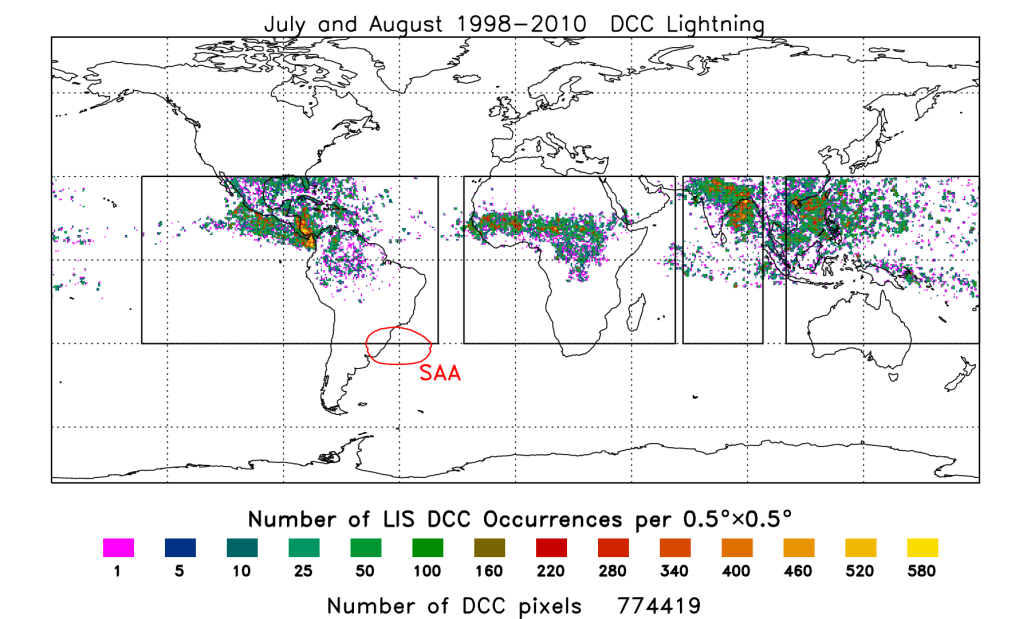 July and August 1998−2010 DCC Lightning
SAA
Number of LIS DCC Occurrences per 0.5°×0.5°
1 5 10 25 50 100 160 220 280 340 400 460 520 580
Number of DCC pixels 774419